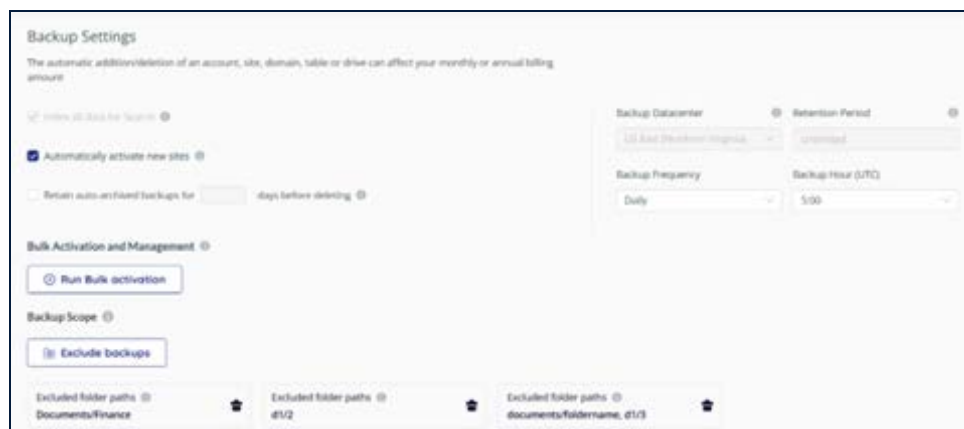 Backup Settings
The automatic addition/deletion of an account, site, domain, table or drive can affect your monthly or annual billing
amount
Index all data for Search
Automatically activate new sites
Retain auto-archived backups for days before deleting
Backup Datacenter Retention Period
US East (Northern Virginia) unlimited
Backup Frequency Backup Hour (UTC)
Daily 5:00
Bulk Activation and Management
Run Bulk activation
Backup Scope
Exclude backups
Excluded folder paths Excluded folder paths Excluded folder paths
Documents/Finance d1/2 documents/foldername, d1/3